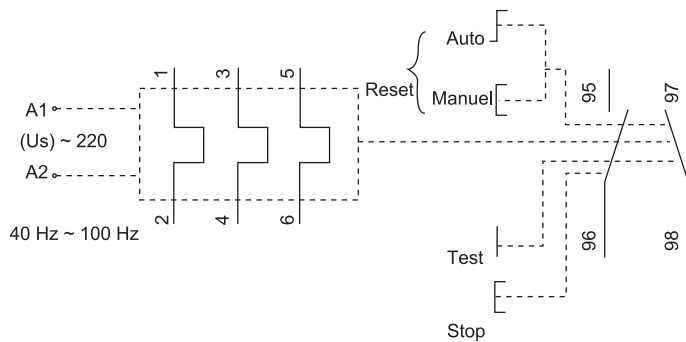 Auto
Reset
Manuel
1
3
5
A1
(Us) ~ 220
A2
2
4
6
40 Hz ~ 100 Hz
95
97
96
98
Test
Stop